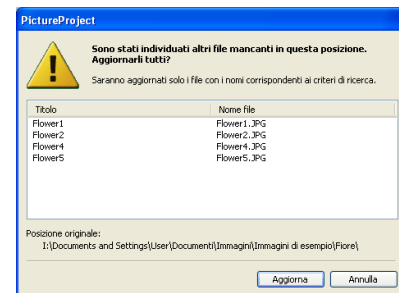 PictureProject
Sono stati individuati altri file mancanti in questa posizione.
Aggiornarli tutti?
Saranno aggiornati solo i file con i nomi corrispondenti ai criteri di ricerca.
Titolo Nome file
Flower1 Flower1.JPG
Flower2 Flower2.JPG
Flower4 Flower4.JPG
Flower5 Flower5.JPG
Posizione originale:
I:\Documents and Settings\User\Documenti\Immagini\Immagini di esempio\Fiore\
Aggiorna Annulla